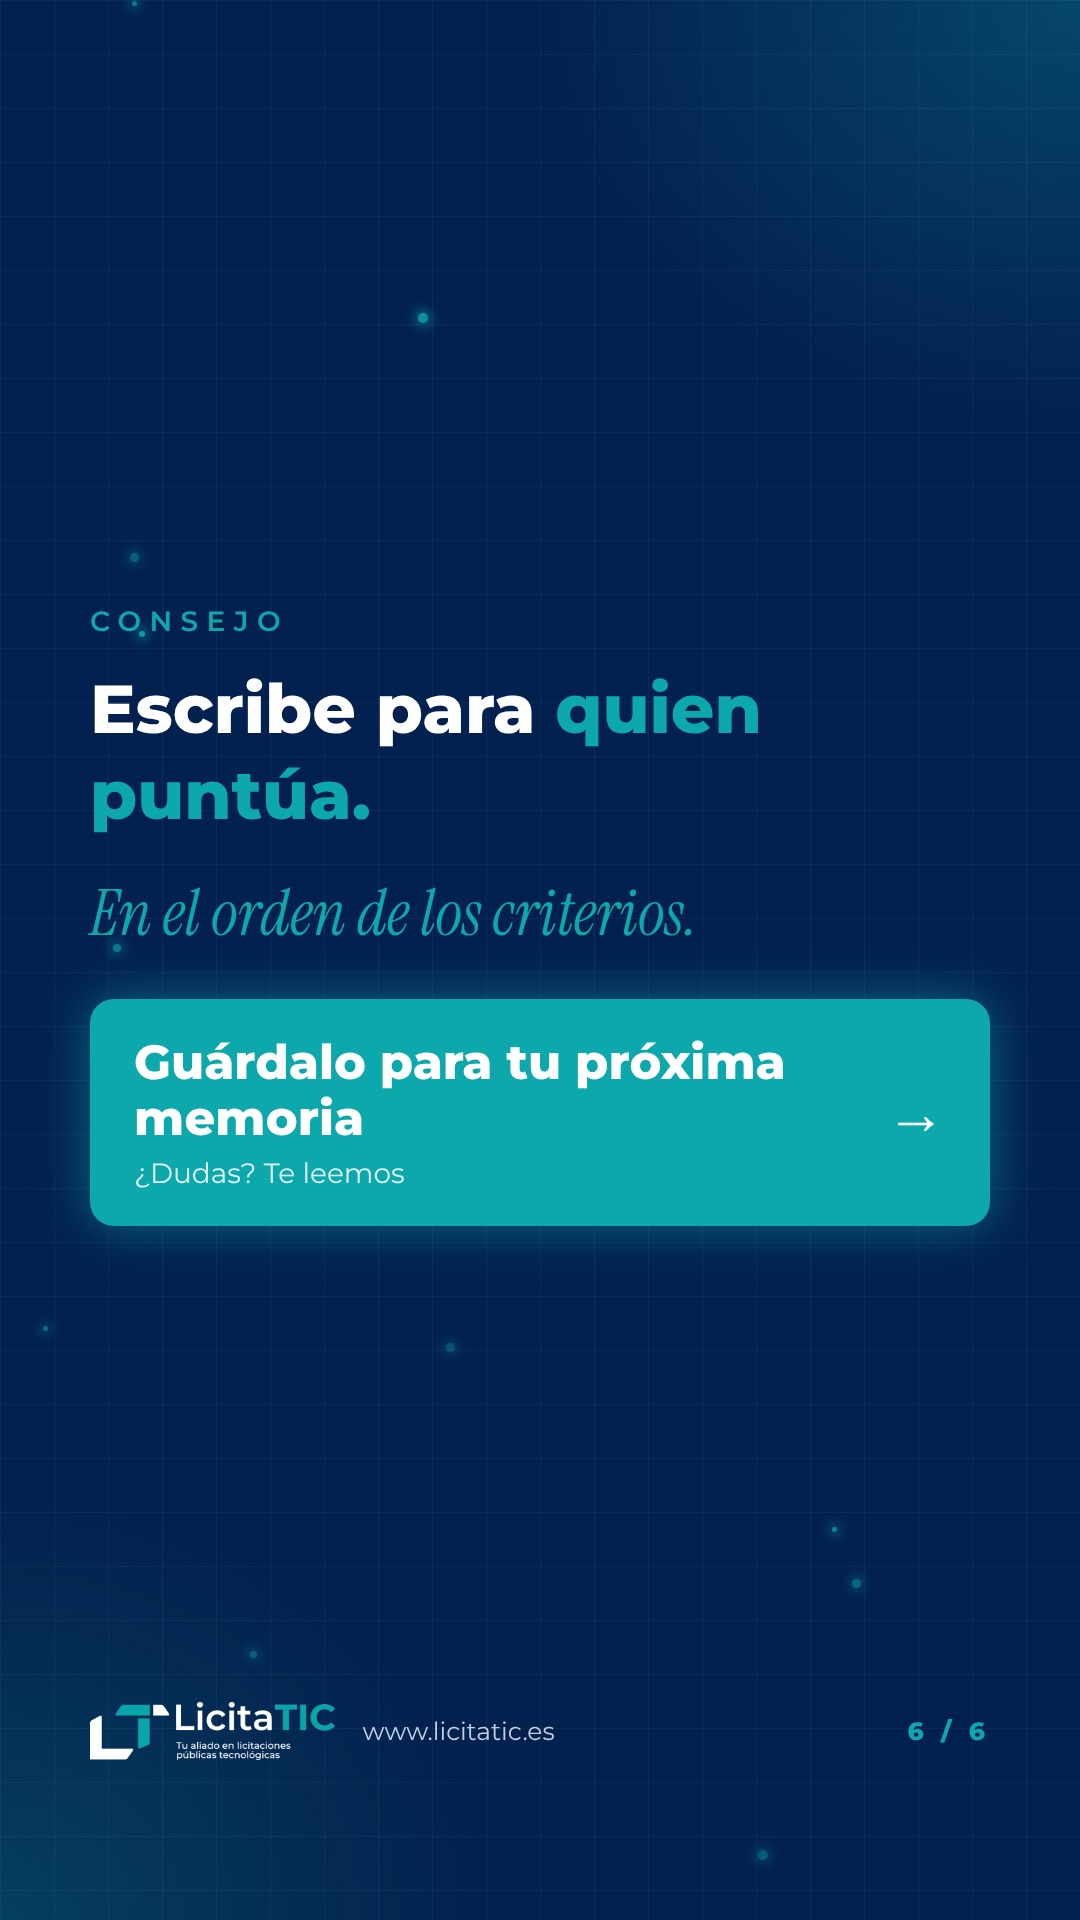 CONSEJO
Escribe para quien
puntúa.
En el orden de los criterios.
Guárdalo para tu próxima
memoria
→
¿Dudas? Te leemos
LicitaTIC
Tu aliado en licitaciones
públicas tecnológicas
www.licitatic.es
6 / 6